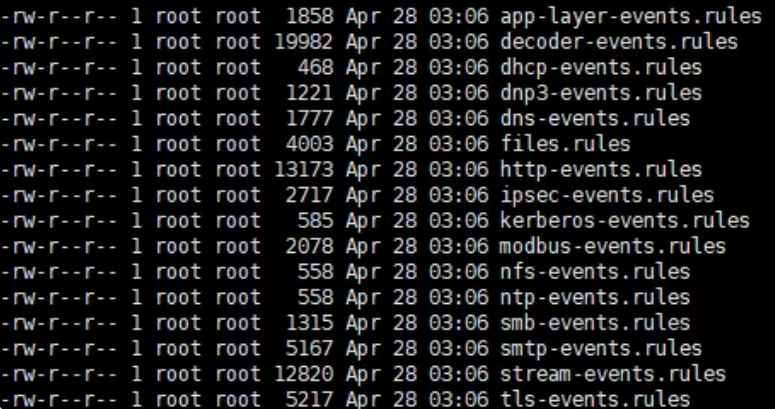 -rw-r--r-- 1 root root  1858 Apr 28 03:06 app-layer-events.rules
-rw-r--r-- 1 root root 19982 Apr 28 03:06 decoder-events.rules
-rw-r--r-- 1 root root   468 Apr 28 03:06 dhcp-events.rules
-rw-r--r-- 1 root root  1221 Apr 28 03:06 dnp3-events.rules
-rw-r--r-- 1 root root  1777 Apr 28 03:06 dns-events.rules
-rw-r--r-- 1 root root  4003 Apr 28 03:06 files.rules
-rw-r--r-- 1 root root 13173 Apr 28 03:06 http-events.rules
-rw-r--r-- 1 root root  2717 Apr 28 03:06 ipsec-events.rules
-rw-r--r-- 1 root root   585 Apr 28 03:06 kerberos-events.rules
-rw-r--r-- 1 root root  2078 Apr 28 03:06 modbus-events.rules
-rw-r--r-- 1 root root   558 Apr 28 03:06 nfs-events.rules
-rw-r--r-- 1 root root   558 Apr 28 03:06 ntp-events.rules
-rw-r--r-- 1 root root  1315 Apr 28 03:06 smb-events.rules
-rw-r--r-- 1 root root  5167 Apr 28 03:06 smtp-events.rules
-rw-r--r-- 1 root root 12820 Apr 28 03:06 stream-events.rules
-rw-r--r-- 1 root root  5217 Apr 28 03:06 tls-events.rules